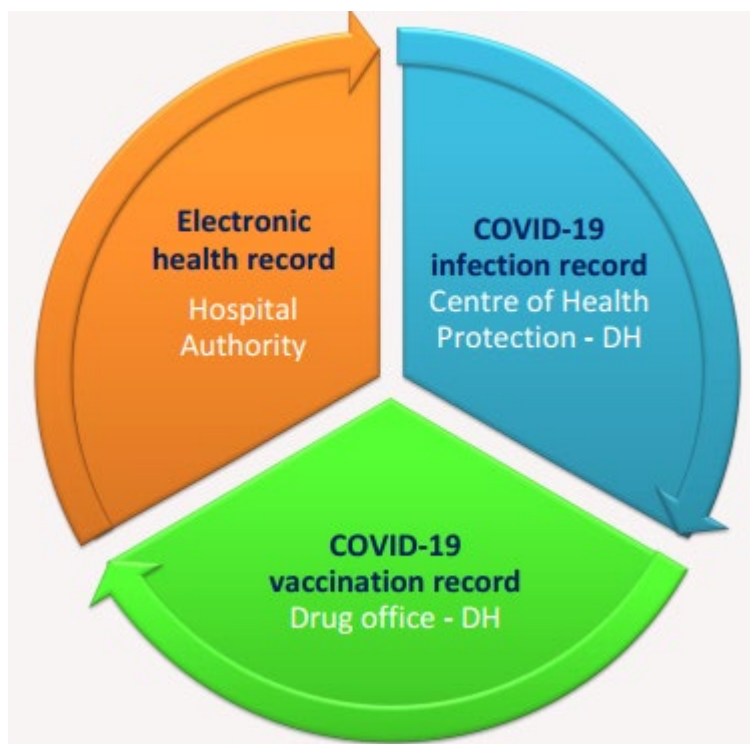 Electronic
health record
Hospital
Authority
COVID-19
infection record
Centre of Health
Protection - DH
COVID-19
vaccination record
Drug office - DH